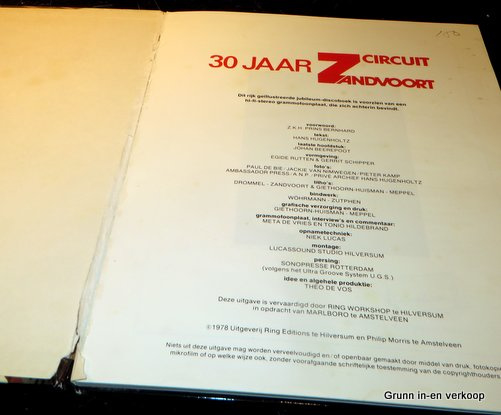 150
30 JAAR CIRCUIT
ZANDVOORT
Dit rijk geïllustreerde jubileum-discoboek is voorzien van een
hi-fi-stereo grammofoonplaat, die zich achterin bevindt.
voorwoord:
Z.K.H. PRINS BERNHARD
tekst:
HANS HUGENHOLTZ
laatste hoofdstuk:
JOHAN BEEREPOOT
vormgeving:
EGIDE RUTTEN & GERRIT SCHIPPER
foto's:
PAUL DE BIE - JACKIE VAN NIMWEGEN - PIETER KAMP
AMBASSADOR PRESS - A.N.P. - PRIVÉ ARCHIEF HANS HUGENHOLTZ
litho's:
DROMMEL - ZANDVOORT & GIETHOORN-HUISMAN - MEPPEL
bindwerk:
WÖHRMANN - ZUTPHEN
grafische verzorging en druk:
GIETHOORN-HUISMAN - MEPPEL
grammofoonplaat, interview's en commentaar:
META DE VRIES EN TONIO HILDEBRAND
opnametechniek:
NIEK LUCAS
montage:
LUCASSOUND STUDIO HILVERSUM
persing:
SONOPRESSE ROTTERDAM
(volgens het Ultra Groove System U.G.S.)
idee en algehele produktie:
THEO DE VOS
Deze uitgave is vervaardigd door RING WORKSHOP te HILVERSUM
in opdracht van MARLBORO te AMSTELVEEN
©1978 Uitgeverij Ring Editions te Hilversum en Philip Morris te Amstelveen
Niets uit deze uitgave mag worden verveelvoudigd en/of openbaar gemaakt door middel van druk, fotokopie
mikrofilm of op welke wijze ook, zonder voorafgaande schriftelijke toestemming van de copyrighthouders.
Grunn in-en verkoop